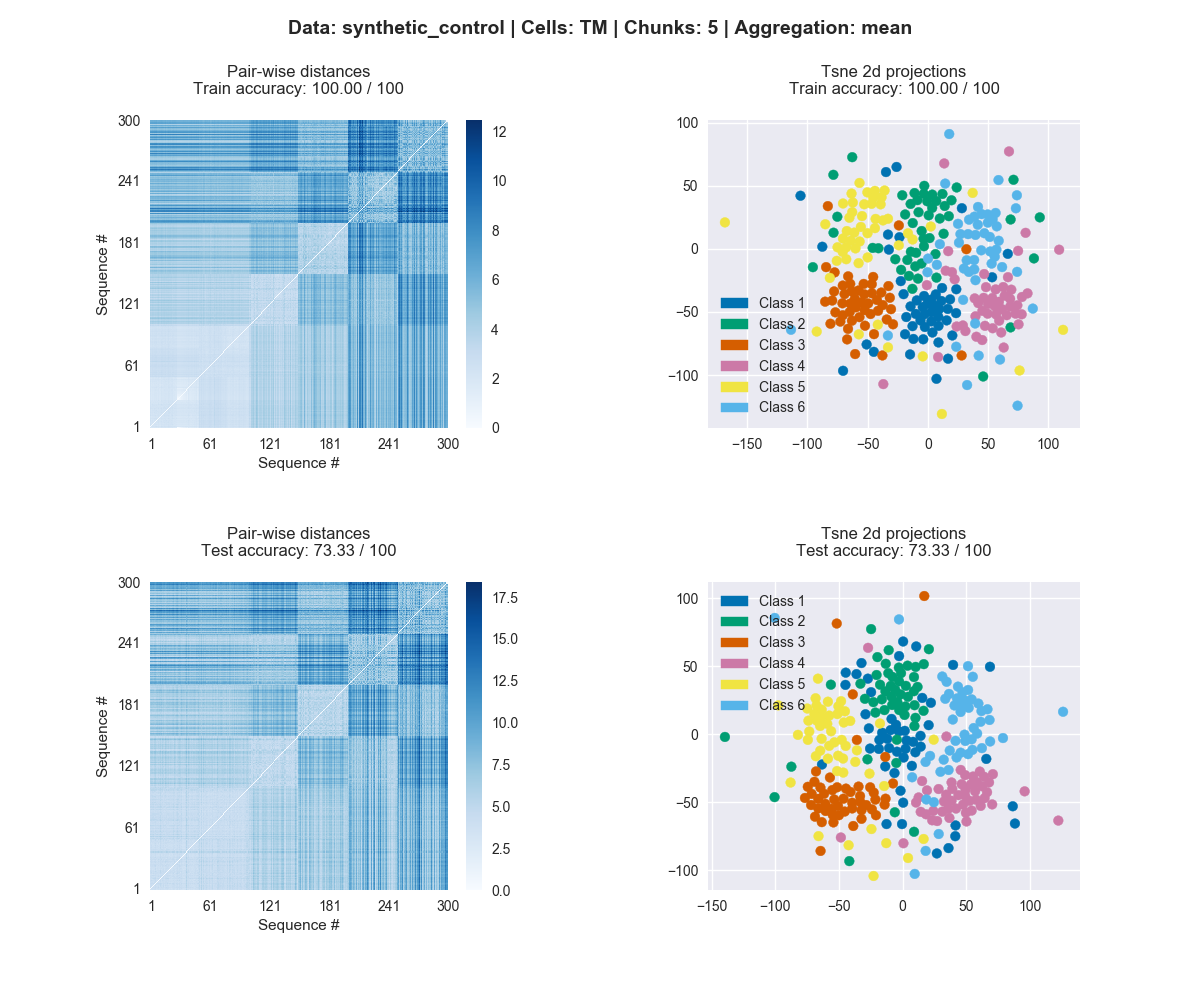 Data: synthetic_control | Cells: TM | Chunks: 5 | Aggregation: mean
Pair-wise distances
Train accuracy: 100.00 / 100
300
241
181
121
61
1
Sequence #
1 61 121 181 241 300
Sequence #
12
10
8
6
4
2
0
Tsne 2d projections
Train accuracy: 100.00 / 100
100
50
0
−50
−100
−150 −100 −50 0 50 100
Class 1
Class 2
Class 3
Class 4
Class 5
Class 6
Pair-wise distances
Test accuracy: 73.33 / 100
300
241
181
121
61
1
Sequence #
1 61 121 181 241 300
Sequence #
17.5
15.0
12.5
10.0
7.5
5.0
2.5
0.0
Tsne 2d projections
Test accuracy: 73.33 / 100
100
50
0
−50
−100
−150 −100 −50 0 50 100
Class 1
Class 2
Class 3
Class 4
Class 5
Class 6